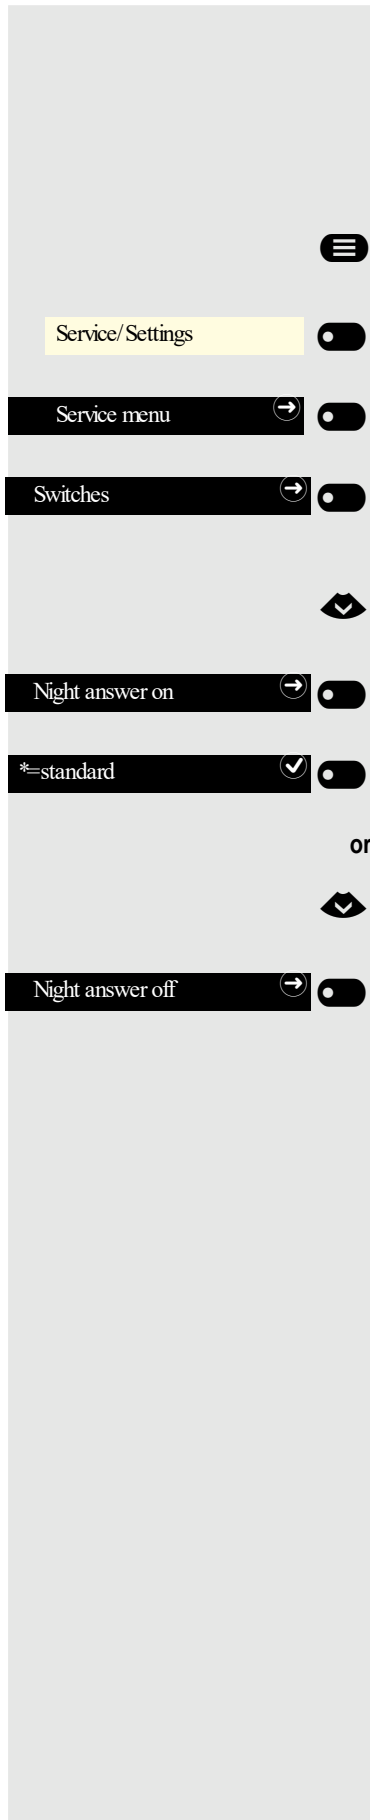 Service/Settings
Service menu
Switches
Night answer on
*=standard
or
Night answer off